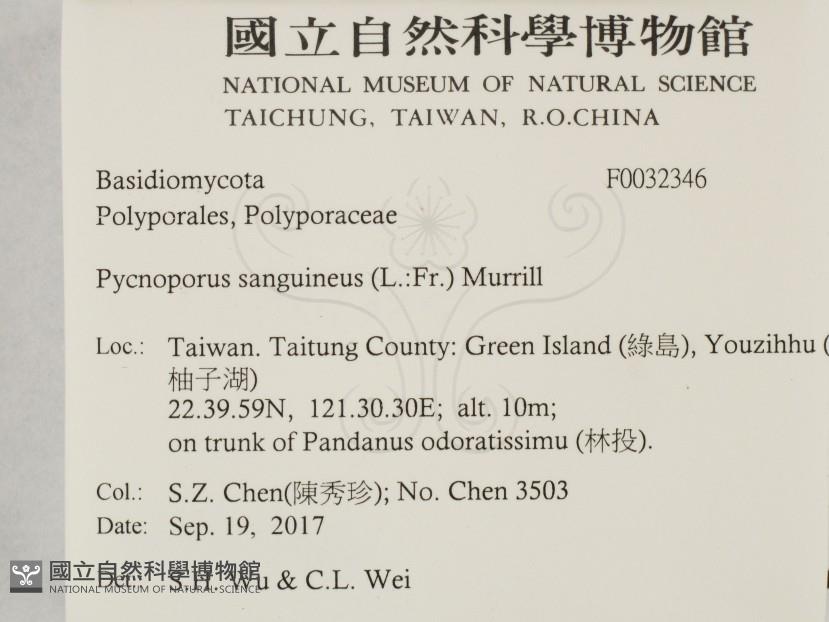 國立自然科學博物館
NATIONAL MUSEUM OF NATURAL SCIENCE
TAICHUNG, TAIWAN, R.O.CHINA
Basidiomycota F0032346
Polyporales, Polyporaceae
Pycnoporus sanguineus (L.:Fr.) Murrill
Loc.: Taiwan. Taitung County: Green Island (綠島), Youzihhu (
柚子湖)
22.39.59N, 121.30.30E; alt. 10m;
on trunk of Pandanus odoratissimu (林投).
Col.: S.Z. Chen(陳秀珍); No. Chen 3503
Date: Sep. 19, 2017
Det.: S.H. Wu & C.L. Wei
國立自然科學博物館
NATIONAL MUSEUM OF NATURAL SCIENCE